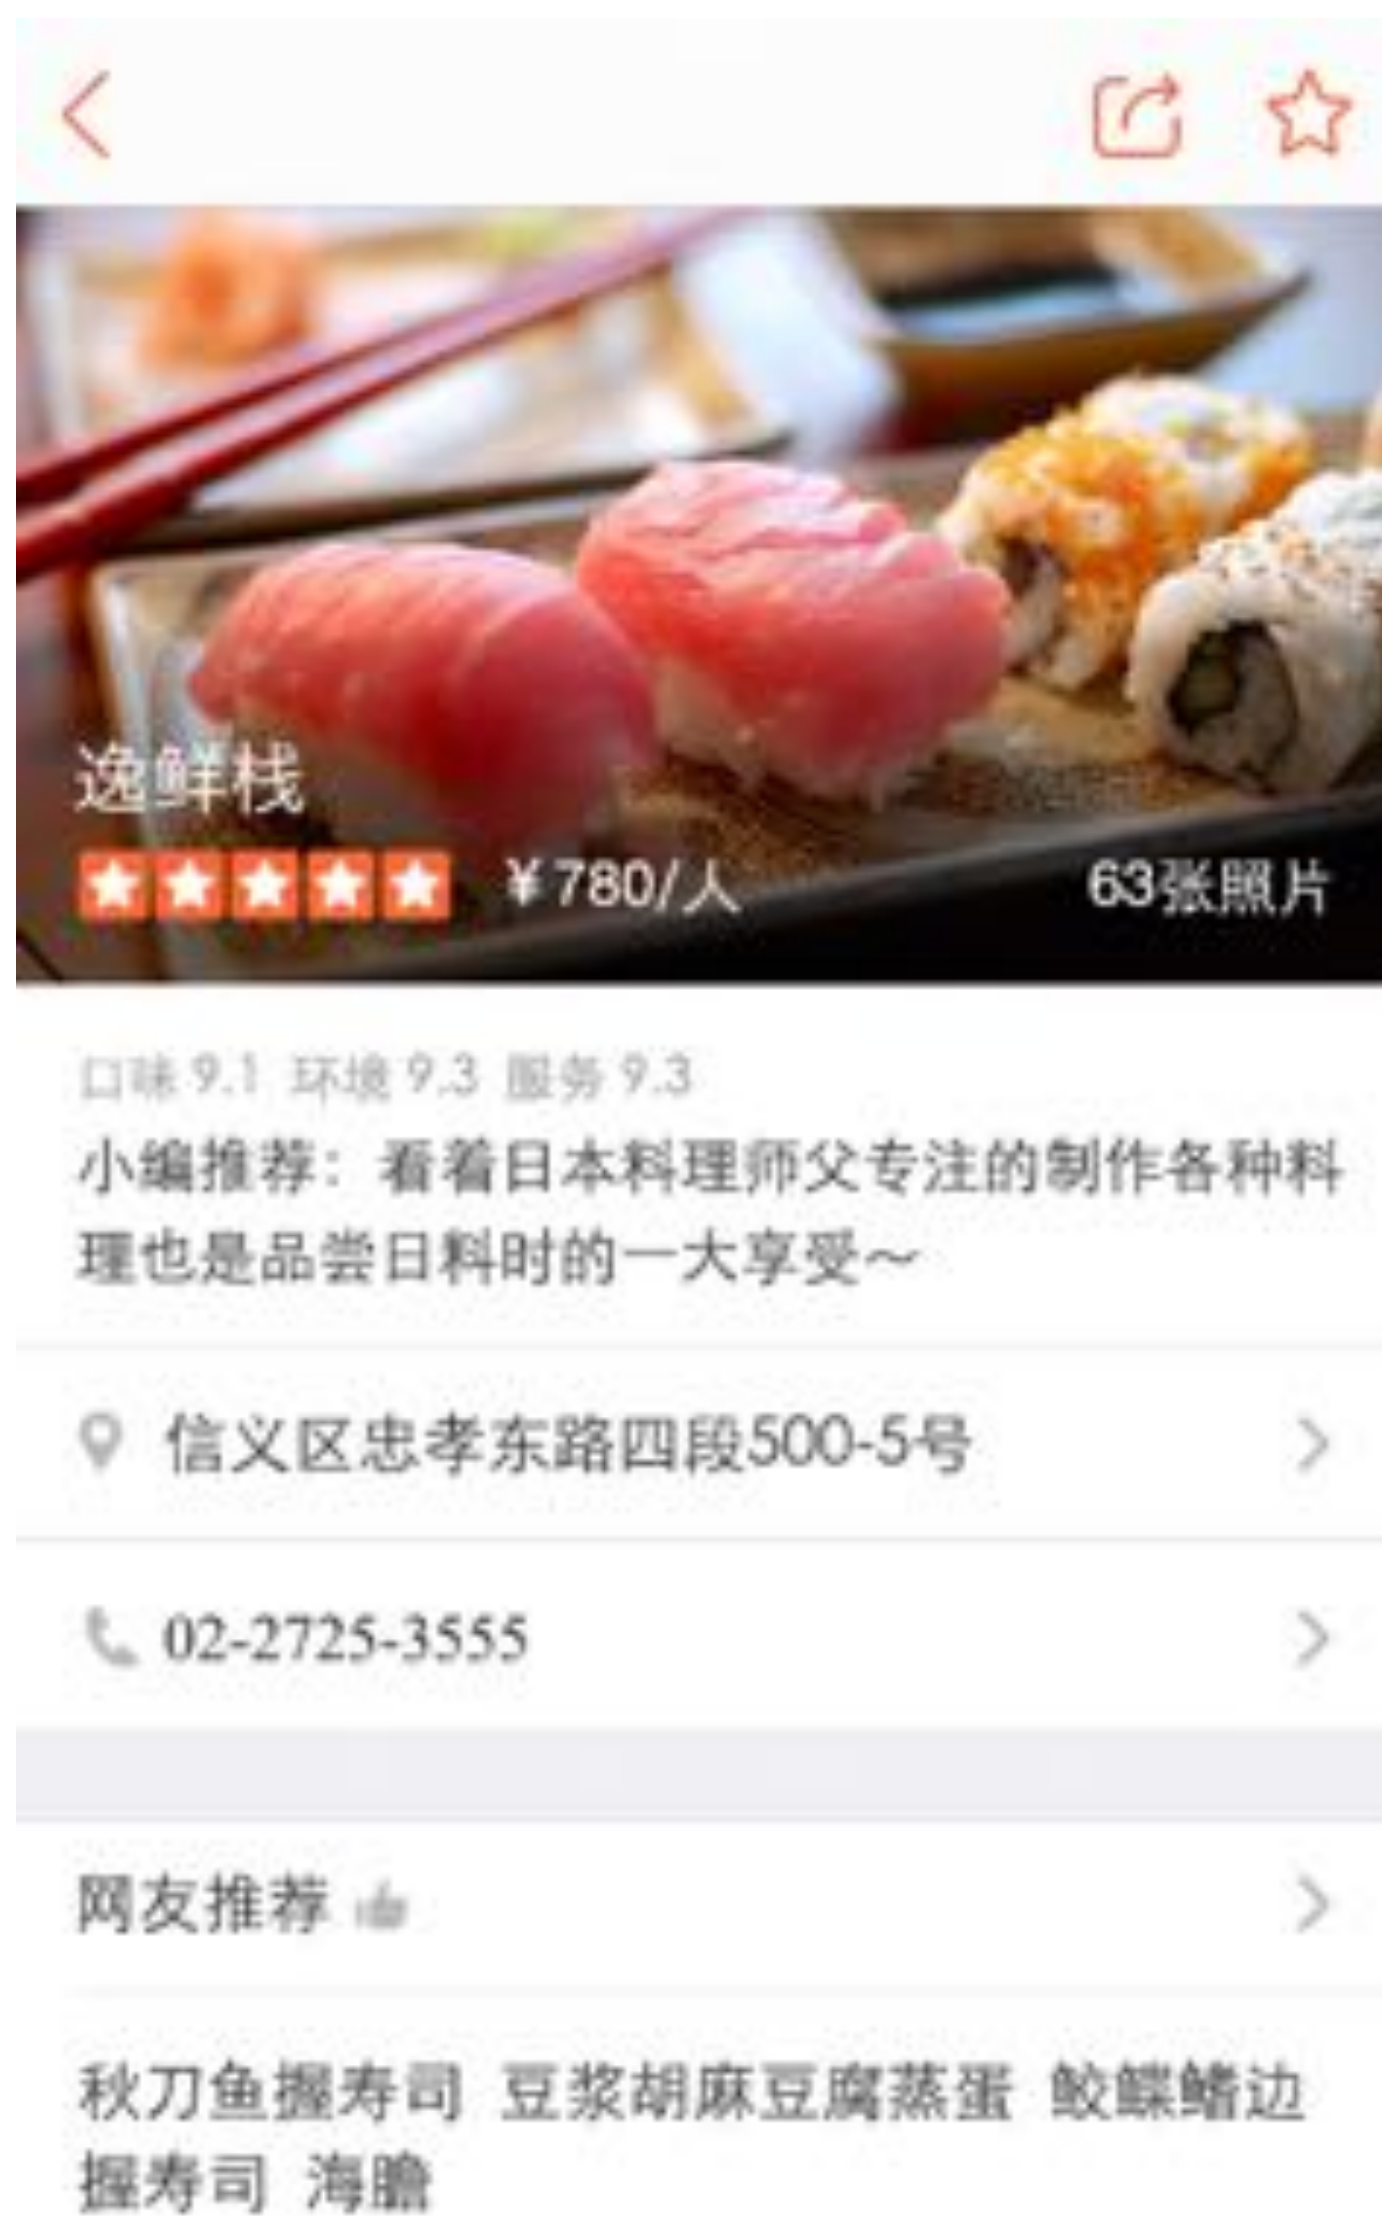 逸鲜栈
¥780/人
63张照片
口味 9.1 环境 9.3 服务 9.3
小编推荐：看着日本料理师父专注的制作各种料
理也是品尝日料时的一大享受～
信义区忠孝东路四段500-5号
02-2725-3555
网友推荐
秋刀鱼握寿司 豆浆胡麻豆腐蒸蛋 鲛鲽鳍边
握寿司 海膽